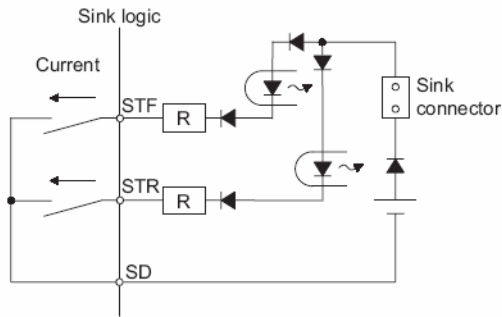 Sink logic
Current
STF
R
Sink
connector
STR
R
SD